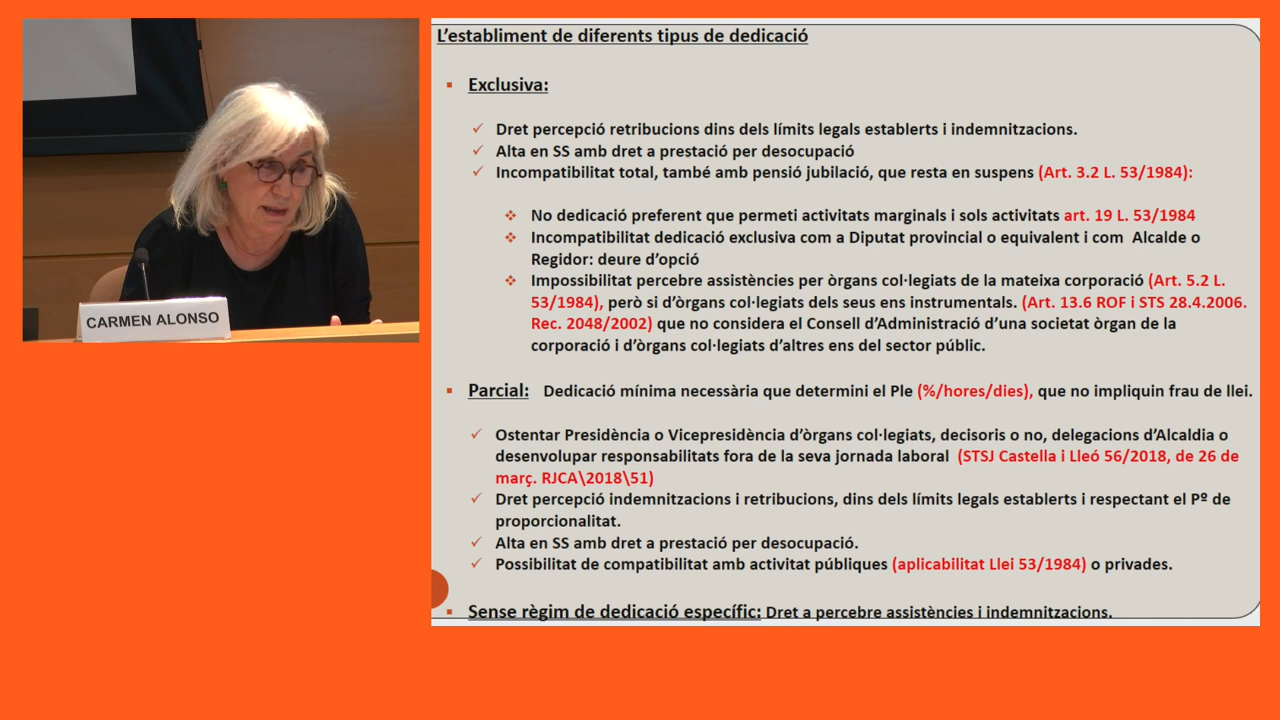 L'establiment de diferents tipus de dedicació
Exclusiva:
Dret percepció retribucions dins dels límits legals establerts i indemnitzacions.
Alta en SS amb dret a prestació per desocupació
Incompatibilitat total, també amb pensió jubilació, que resta en suspens (Art. 3.2 L. 53/1984):
No dedicació preferent que permeti activitats marginals i sols activitats art. 19 L. 53/1984
Incompatibilitat dedicació exclusiva com a Diputat provincial o equivalent i com Alcalde o
Regidor: deure d'opció
Impossibilitat percebre assistències per òrgans col·legiats de la mateixa corporació (Art. 5.2 L.
53/1984), però si d'òrgans col·legiats dels seus ens instrumentals. (Art. 13.6 ROF i STS 28.4.2006.
Rec. 2048/2002) que no considera el Consell d'Administració d'una societat òrgan de la
corporació i d'òrgans col·legiats d'altres ens del sector públic.
Parcial: Dedicació mínima necessària que determini el Ple (%/hores/dies), que no impliquin frau de llei.
Ostentar Presidència o Vicepresidència d'òrgans col·legiats, decisoris o no, delegacions d'Alcaldia o
desenvolupar responsabilitats fora de la seva jornada laboral (STSJ Castella i Lleó 56/2018, de 26 de
març. RJCA\2018\51)
Dret percepció indemnitzacions i retribucions, dins dels límits legals establerts i respectant el Pº de
proporcionalitat.
Alta en SS amb dret a prestació per desocupació.
Possibilitat de compatibilitat amb activitat públiques (aplicabilitat Llei 53/1984) o privades.
Sense règim de dedicació específic: Dret a percebre assistències i indemnitzacions.
CARMEN ALONSO